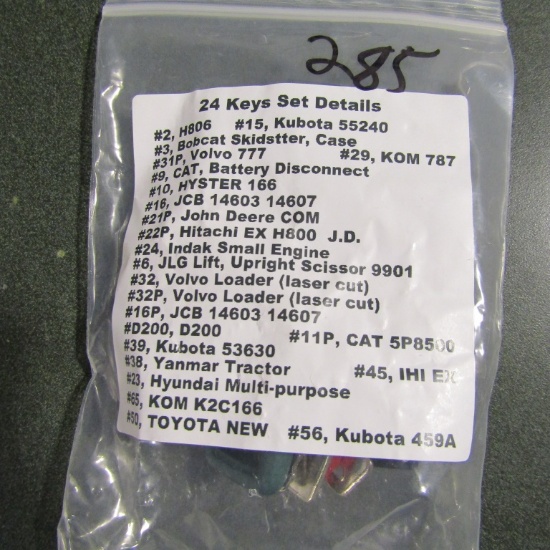 285
24 Keys Set Details
#2, H806 #15, Kubota 55240
#3, Bobcat Skidstter, Case
#31P, Volvo 777 #29, KOM 787
#9, CAT, Battery Disconnect
#10, HYSTER 166
#16, JCB 14603 14607
#21P, John Deere COM
#22P, Hitachi EX H800 J.D.
#24, Indak Small Engine
#6, JLG Lift, Upright Scissor 9901
#32, Volvo Loader (laser cut)
#32P, Volvo Loader (laser cut)
#16P, JCB 14603 14607
#D200, D200 #11P, CAT 5P8500
#39, Kubota 53630
#38, Yanmar Tractor #45, IHI EX
#23, Hyundai Multi-purpose
#65, KOM K2C166
#50, TOYOTA NEW #56, Kubota 459A